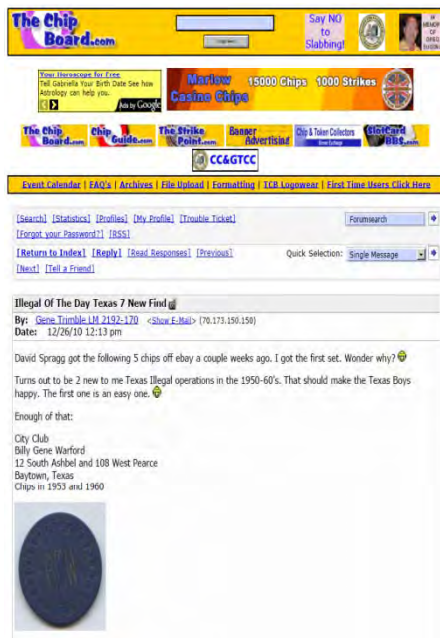 The Chip
Board.com
Say NO
to
Slabbing!
IN
MEMORY
OF
GREG
Your Horoscope for Free
Tell Gabriella Your Birth Date See how
Astrology can help you.
Ads by Google
Marlow
Casino Chips
15000 Chips 1000 Strikes
The Chip
Board.com
Chip
Guide.com
The Strike
Point.com
Banner
Advertising
Chip & Token Collectors
SlotCard
BBS.com
CC&GTCC
Event Calendar | FAQ's | Archives | File Upload | Formatting | TCB Logowear | First Time Users Click Here
[Search] [Statistics] [Profiles] [My Profile] [Trouble Ticket]
[Forgot your Password?] [RSS]
Forumsearch
[Return to Index] [Reply] [Read Responses] [Previous]
[Next] [Tell a Friend]
Quick Selection: Single Message
Illegal Of The Day Texas 7 New Find
By: Gene Trimble LM 2192-170 <Show E-Mail> (70.173.150.150)
Date: 12/26/10 12:13 pm
David Spragg got the following 5 chips off ebay a couple weeks ago. I got the first set. Wonder why?
Turns out to be 2 new to me Texas Illegal operations in the 1950-60's. That should make the Texas Boys
happy. The first one is an easy one.
Enough of that:
City Club
Billy Gene Warford
12 South Ashbel and 108 West Pearce
Baytown, Texas
Chips in 1953 and 1960